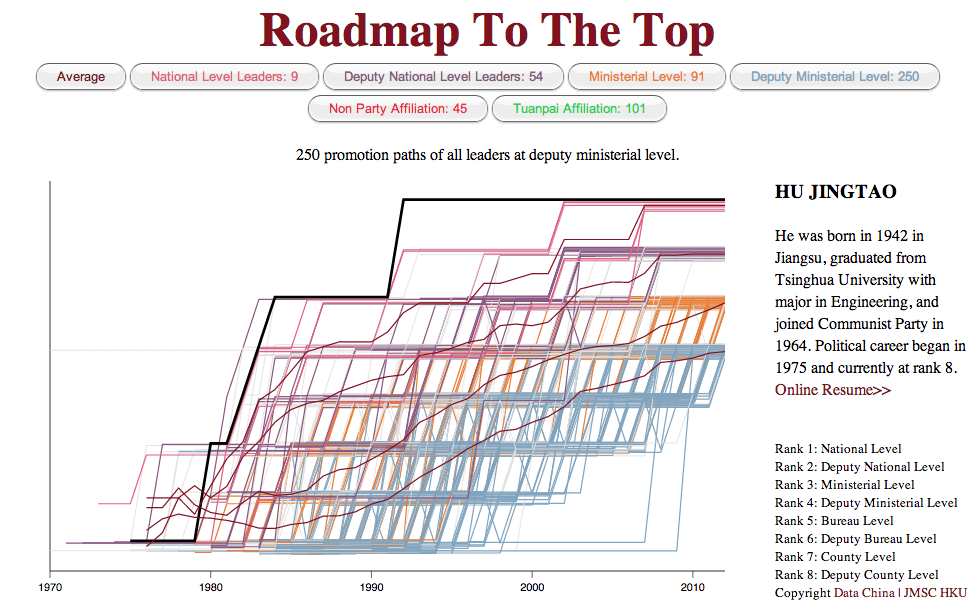 Roadmap To The Top
Average
National Level Leaders: 9
Deputy National Level Leaders: 54
Ministerial Level: 91
Deputy Ministerial Level: 250
Non Party Affiliation: 45
Tuanpai Affiliation: 101
250 promotion paths of all leaders at deputy ministerial level.
HU JINGTAO
He was born in 1942 in
Jiangsu, graduated from
Tsinghua University with
major in Engineering, and
joined Communist Party in
1964. Political career began in
1975 and currently at rank 8.
Online Resume>>
Rank 1: National Level
Rank 2: Deputy National Level
Rank 3: Ministerial Level
Rank 4: Deputy Ministerial Level
Rank 5: Bureau Level
Rank 6: Deputy Bureau Level
Rank 7: County Level
Rank 8: Deputy County Level
Copyright Data China | JMSC HKU
1970
1980
1990
2000
2010